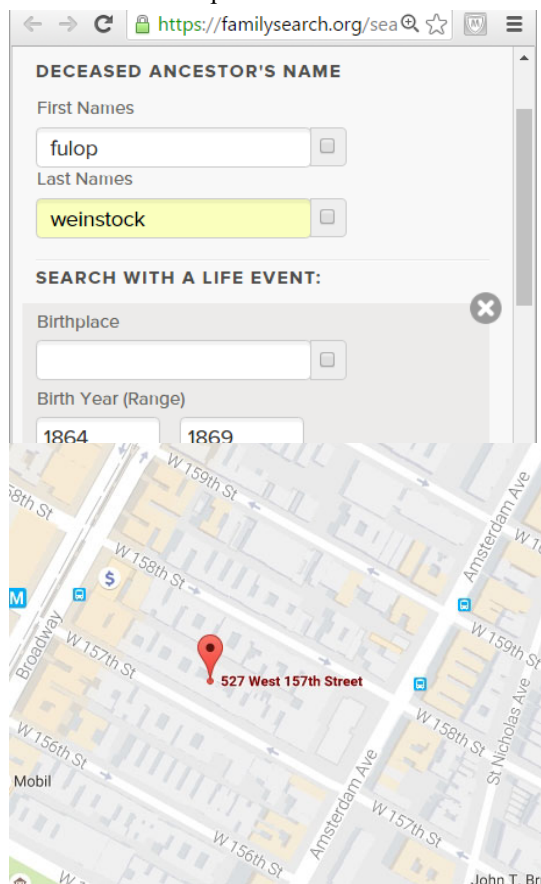 https://familysearch.org/sea
DECEASED ANCESTOR'S NAME
First Names
fulop
Last Names
weinstock
SEARCH WITH A LIFE EVENT:
Birthplace
Birth Year (Range)
1864 1869
W 159th St
58th St
Amsterdam Ave
W 158th St
$
M
W 159th St
Broadway
W 157th St
527 West 157th Street
W 158th St
St Nicholas Ave
W 156th St
Amsterdam Ave
Mobil
W 157th St
W 156th St
John T. Br